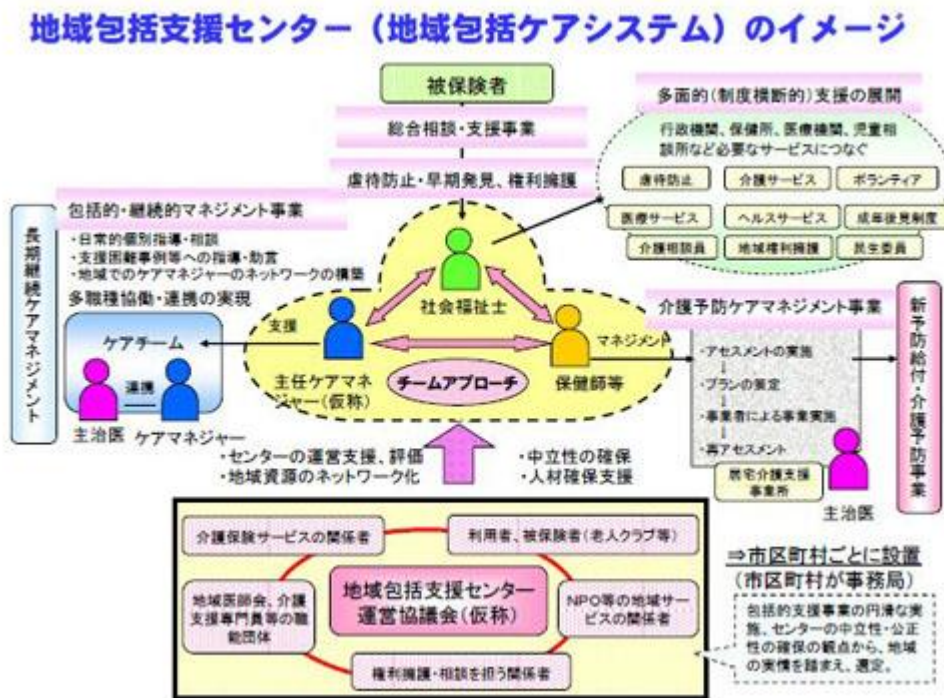 地域包括支援センター(地域包括ケアシステム)のイメージ
被保険者
総合相談・支援事業
虐待防止・早期発見、権利擁護
多面的(制度横断的)支援の展開
行政機関、保健所、医療機関、児童相
談所など必要なサービスにつなぐ
虐待防止
介護サービス
ボランティア
医療サービス
ヘルスサービス
成年後見制度
介護相談員
地域権利擁護
民生委員
長期継続ケアマネジメント
包括的・継続的マネジメント事業
・日常的個別指導・相談
・支援困難事例等への指導・助言
・地域でのケアマネジャーのネットワークの構築
多職種協働・連携の実現
ケアチーム
連携
主治医
ケアマネジャー
支援
社会福祉士
主任ケアマネ
ジャー(仮称)
チームアプローチ
保健師等
マネジメント
介護予防ケアマネジメント事業
・アセスメントの実施
↓
・プランの策定
↓
・事業者による事業実施
↓
・再アセスメント
居宅介護支援
事業所
主治医
新予防給付・介護予防事業
・センターの運営支援、評価
・地域資源のネットワーク化
・中立性の確保
・人材確保支援
介護保険サービスの関係者
利用者、被保険者(老人クラブ等)
地域医師会、介護
支援専門員等の職
能団体
地域包括支援センター
運営協議会(仮称)
NPO等の地域サー
ビスの関係者
権利擁護・相談を担う関係者
⇒市区町村ごとに設置
(市区町村が事務局)
包括的支援事業の円滑な実
施、センターの中立性・公正
性の確保の観点から、地域
の実情を踏まえ、選定。